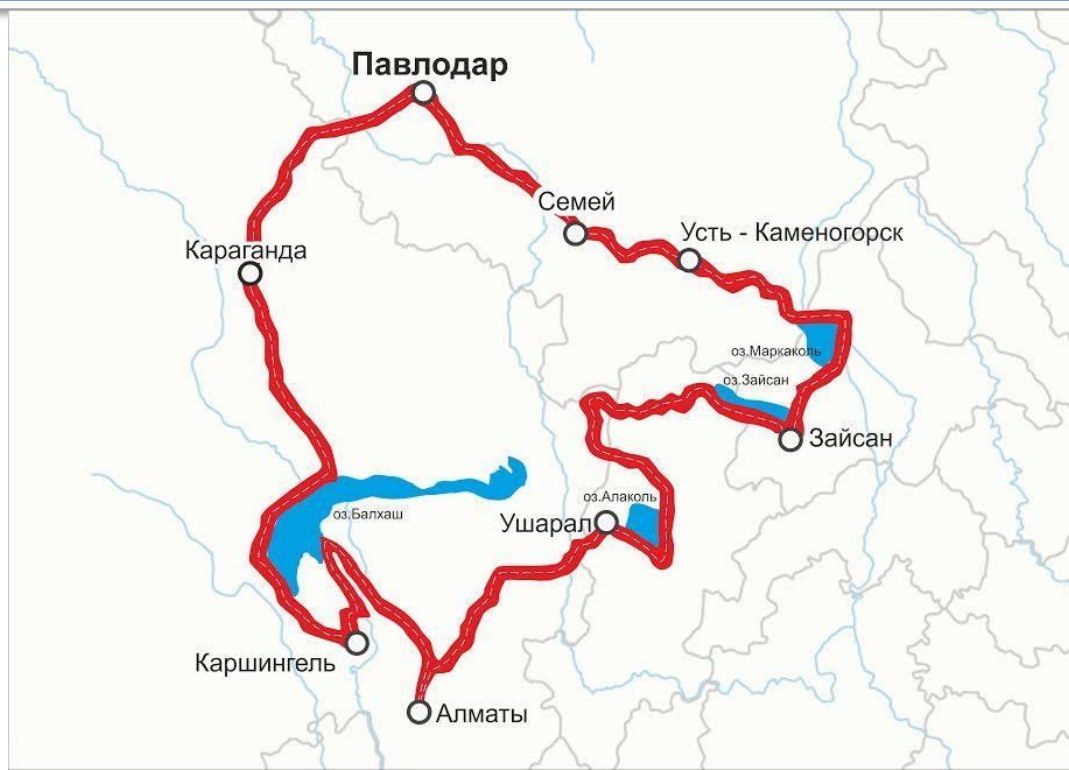 Павлодар
Семей
Усть - Каменогорск
Караганда
оз.Маркаколь
оз.Зайсан
Зайсан
оз.Алаколь
оз.Балхаш
Ушарал
Каршингель
Алматы